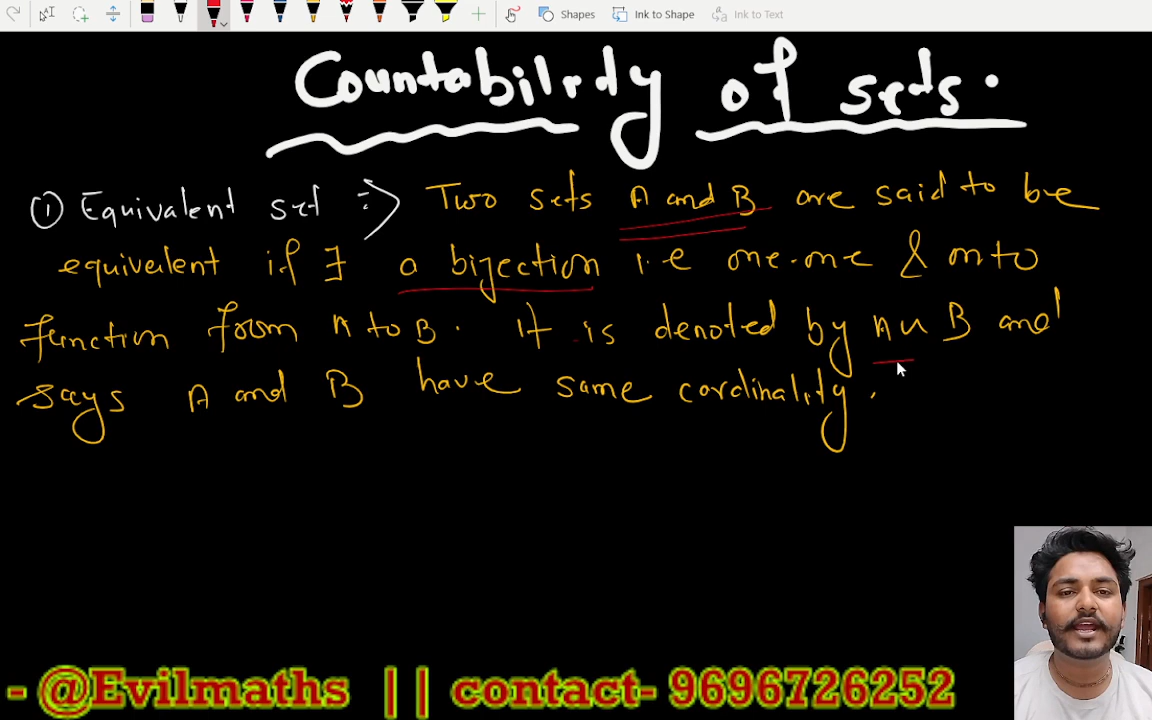 Shapes Ink to Shape Ink to Text
Countability of sets.
① Equivalent set :⇒ Two sets A and B are said to be
equivalent if ∃ a bijection i.e one-one & onto
function from A to B. It is denoted by A ~ B and
says A and B have same cardinality.
- @Evilmaths || contact- 9696726252